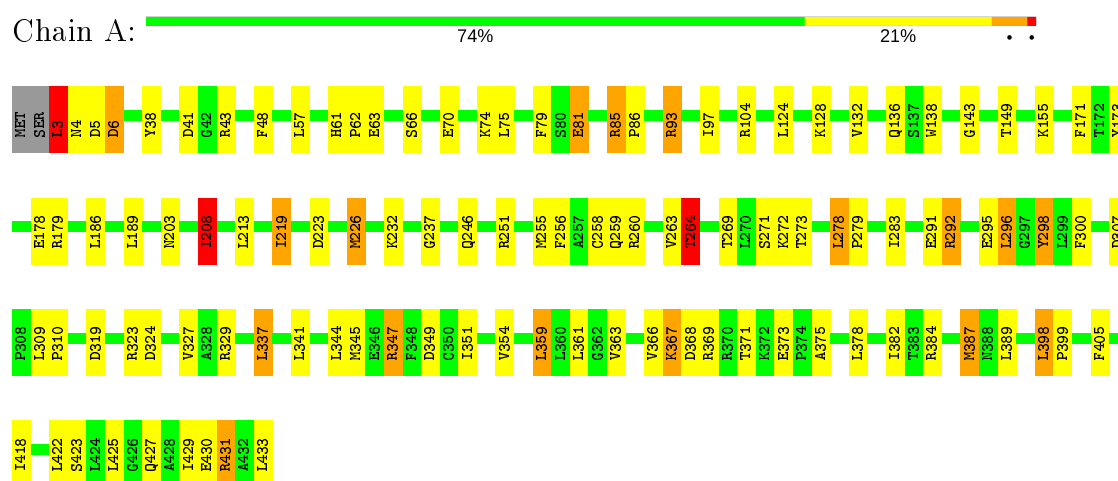 Chain A:
74% 21% • •
MET SER L3 N4 D5 D6 Y38 D41 G42 R43 F48 L57 H61 P62 E63 S66 E70 K74 L75 F79 S80 E81 R85 P86 R93 I97 R104 L124 K128 V132 Q136 S137 W138 G143 T149 K155 F171 T172 Y173
E178 R179 L186 L189 N203 I208 L213 I219 D223 M226 K232 G237 Q246 R251 M255 F256 A257 C258 Q259 R260 V263 T264 T269 L270 S271 K272 T273 L278 P279 I283 E291 R292 E295 L296 G297 Y298 L299 F300 D307
P308 L309 P310 D319 R323 D324 V327 A328 R329 L337 L341 L344 M345 E346 R347 F348 D349 C350 I351 V354 L359 L360 L361 G362 V363 V366 K367 D368 R369 R370 T371 K372 E373 P374 A375 L378 I382 T383 R384 M387 N388 L389 L398 P399 F405
I418 L422 S423 L424 L425 G426 Q427 A428 I429 E430 R431 A432 L433